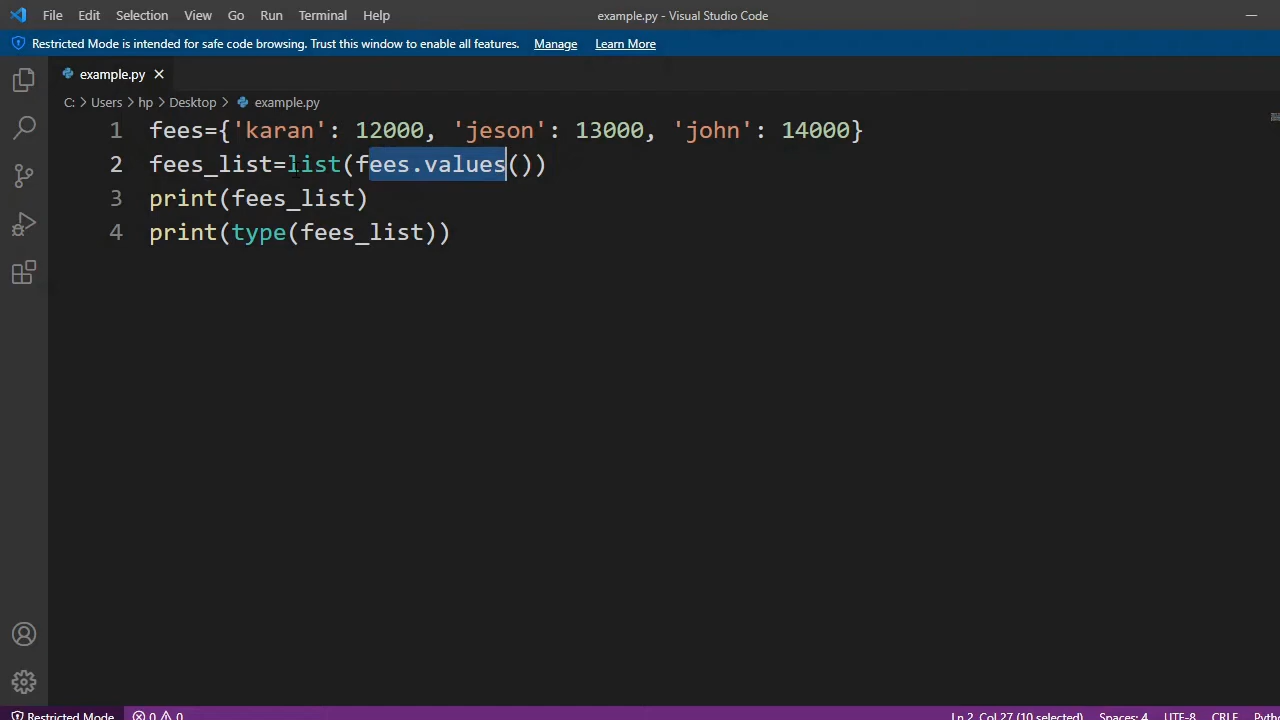 File Edit Selection View Go Run Terminal Help example.py - Visual Studio Code
Restricted Mode is intended for safe code browsing. Trust this window to enable all features. Manage Learn More
example.py
C: > Users > hp > Desktop > example.py
1 fees={'karan': 12000, 'jeson': 13000, 'john': 14000}
2 fees_list=list(fees.values())
3 print(fees_list)
4 print(type(fees_list))
Restricted Mode 0 0 Ln 2, Col 27 (10 selected) Spaces: 4 UTF-8 CRLF Pyth